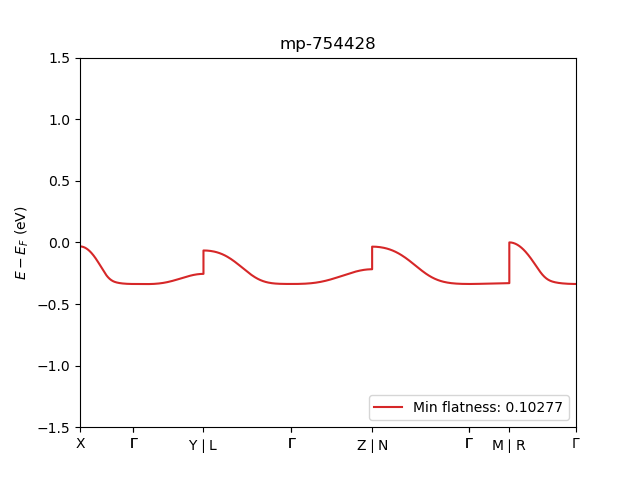 mp-754428
E − E_F (eV)
1.5
1.0
0.5
0.0
−0.5
−1.0
−1.5
Min flatness: 0.10277
X Γ Y | L Γ Z | N Γ M | R Γ